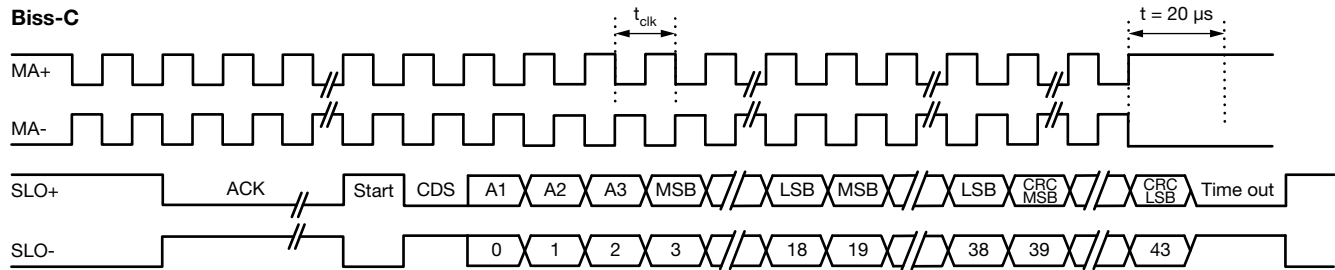 Biss-C
tclk
t = 20 µs
MA+
MA-
SLO+ ACK Start CDS A1 A2 A3 MSB LSB MSB LSB CRC MSB CRC LSB Time out
SLO- 0 1 2 3 18 19 38 39 43